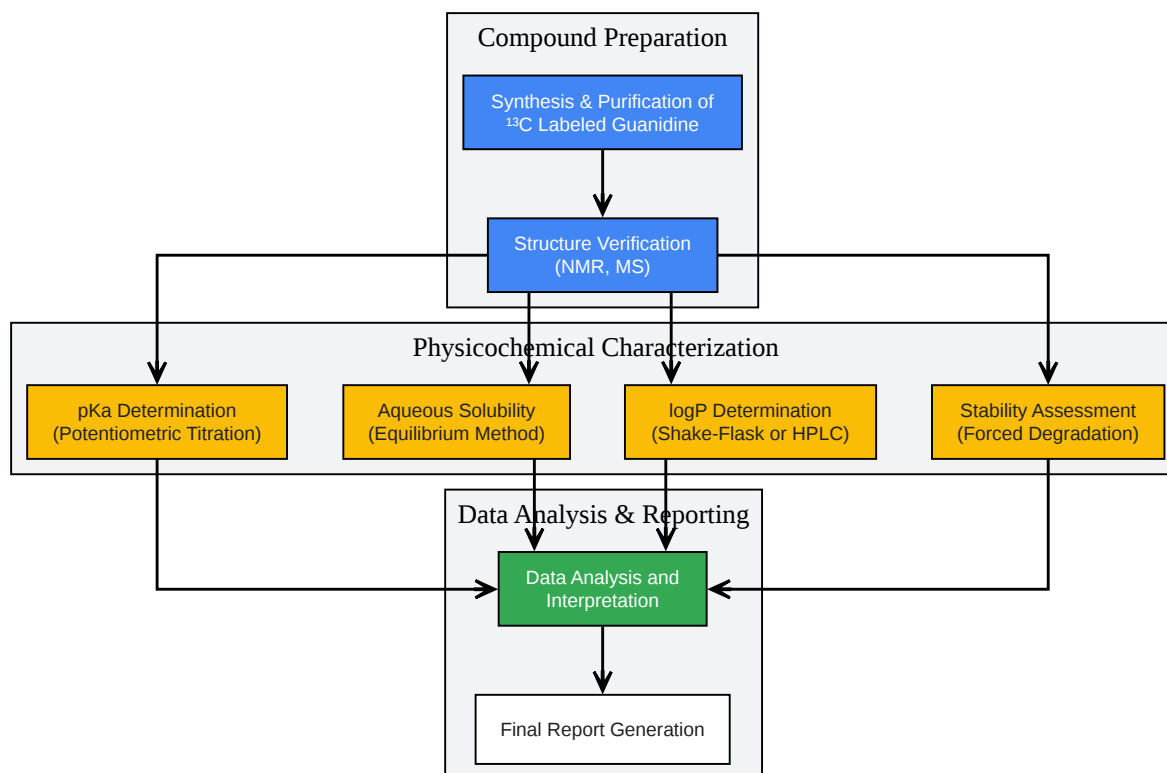 Compound Preparation
Synthesis & Purification of
¹³C Labeled Guanidine
Structure Verification
(NMR, MS)
Physicochemical Characterization
pKa Determination
(Potentiometric Titration)
Aqueous Solubility
(Equilibrium Method)
logP Determination
(Shake-Flask or HPLC)
Stability Assessment
(Forced Degradation)
Data Analysis & Reporting
Data Analysis and
Interpretation
Final Report Generation